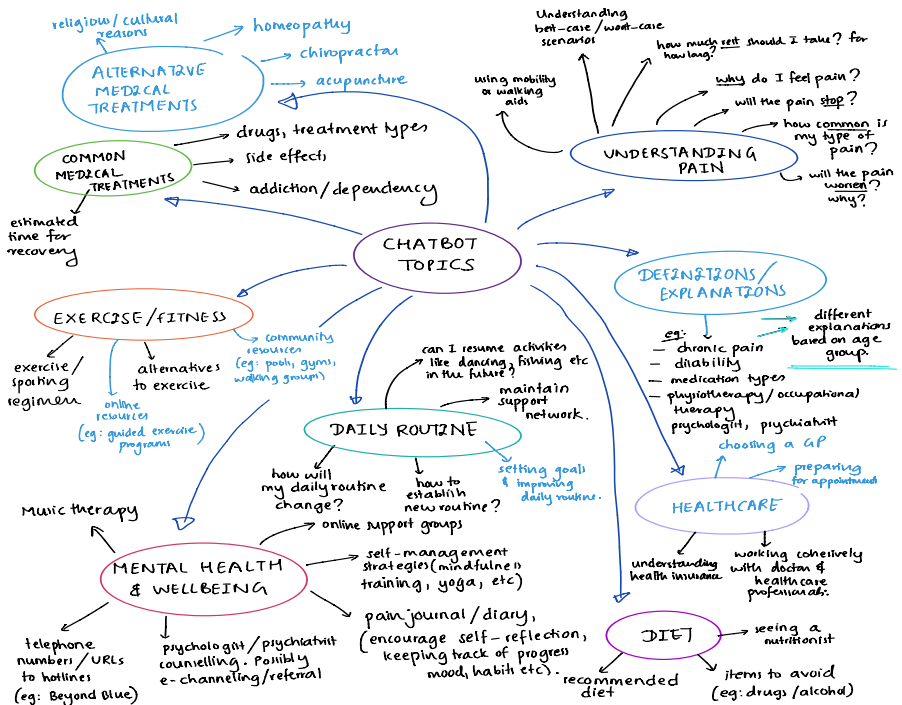 religious/cultural
reasons
homeopathy
chiropractor
acupuncture
ALTERNATIVE
MEDICAL
TREATMENTS
COMMON
MEDICAL
TREATMENTS
drugs, treatment types
side effects
addiction/dependency
estimated
time for
recovery
Understanding
best-case/worst-case
scenarios
how much rest should I take? for
how long?
using mobility
or walking
aids
why do I feel pain?
will the pain stop?
how common is
my type of
pain?
will the pain
worsen?
why?
UNDERSTANDING
PAIN
CHATBOT
TOPICS
DEFINITIONS/
EXPLANATIONS
different
explanations
based on age
group.
eg:
— chronic pain
— disability
— medication types
— physiotherapy/occupational
therapy
psychologist, psychiatrist
EXERCISE/FITNESS
community
resources
(eg: pools, gyms,
walking groups)
exercise/
sporting
regimen
alternatives
to exercise
online
resources
(eg: guided exercise
programs)
can I resume activities
like dancing, fishing etc
in the future?
maintain
support
network.
DAILY ROUTINE
setting goals
& improving
daily routine.
how will
my daily routine
change?
how to
establish
new routine?
choosing a GP
preparing
for appointments
HEALTHCARE
understanding
health insurance
working cohesively
with doctor &
healthcare
professionals.
Music therapy
online support groups
MENTAL HEALTH
& WELLBEING
self-management
strategies (mindfulness
training, yoga, etc)
pain journal/diary,
(encourage self-reflection,
keeping track of progress
mood, habits etc).
telephone
numbers/URLs
to hotlines
(eg: Beyond Blue)
psychologist/psychiatrist
counselling. Possibly
e-channeling/referral
DIET
seeing a
nutritionist
recommended
diet
items to avoid
(eg: drugs/alcohol)